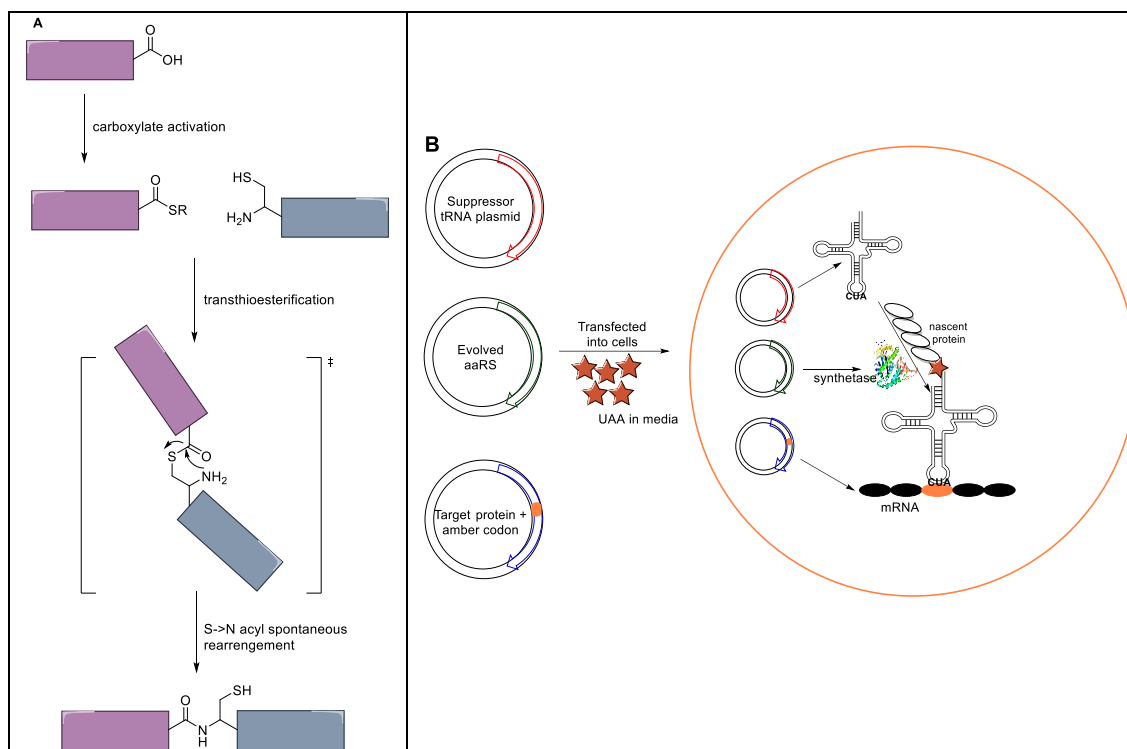 A
O
OH
carboxylate activation
O
SR
HS
H2N
transthioesterification
‡
S
O
NH2
S->N acyl spontaneous
rearrengement
O
N
H
SH
B
Suppressor
tRNA plasmid
Evolved
aaRS
Target protein +
amber codon
Transfected
into cells
UAA in media
CUA
nascent
protein
synthetase
CUA
mRNA